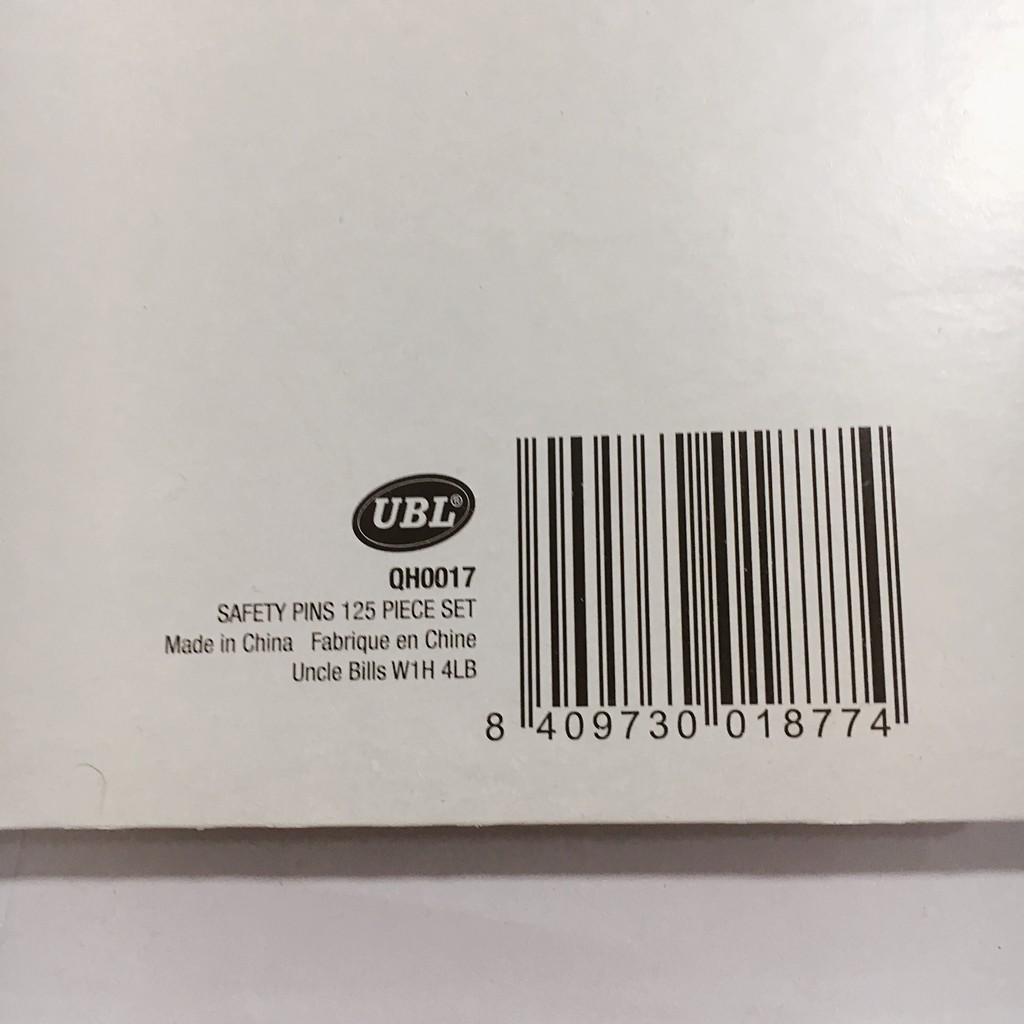 UBL®
QH0017
SAFETY PINS 125 PIECE SET
Made in China Fabrique en Chine
Uncle Bills W1H 4LB
8 409730 018774